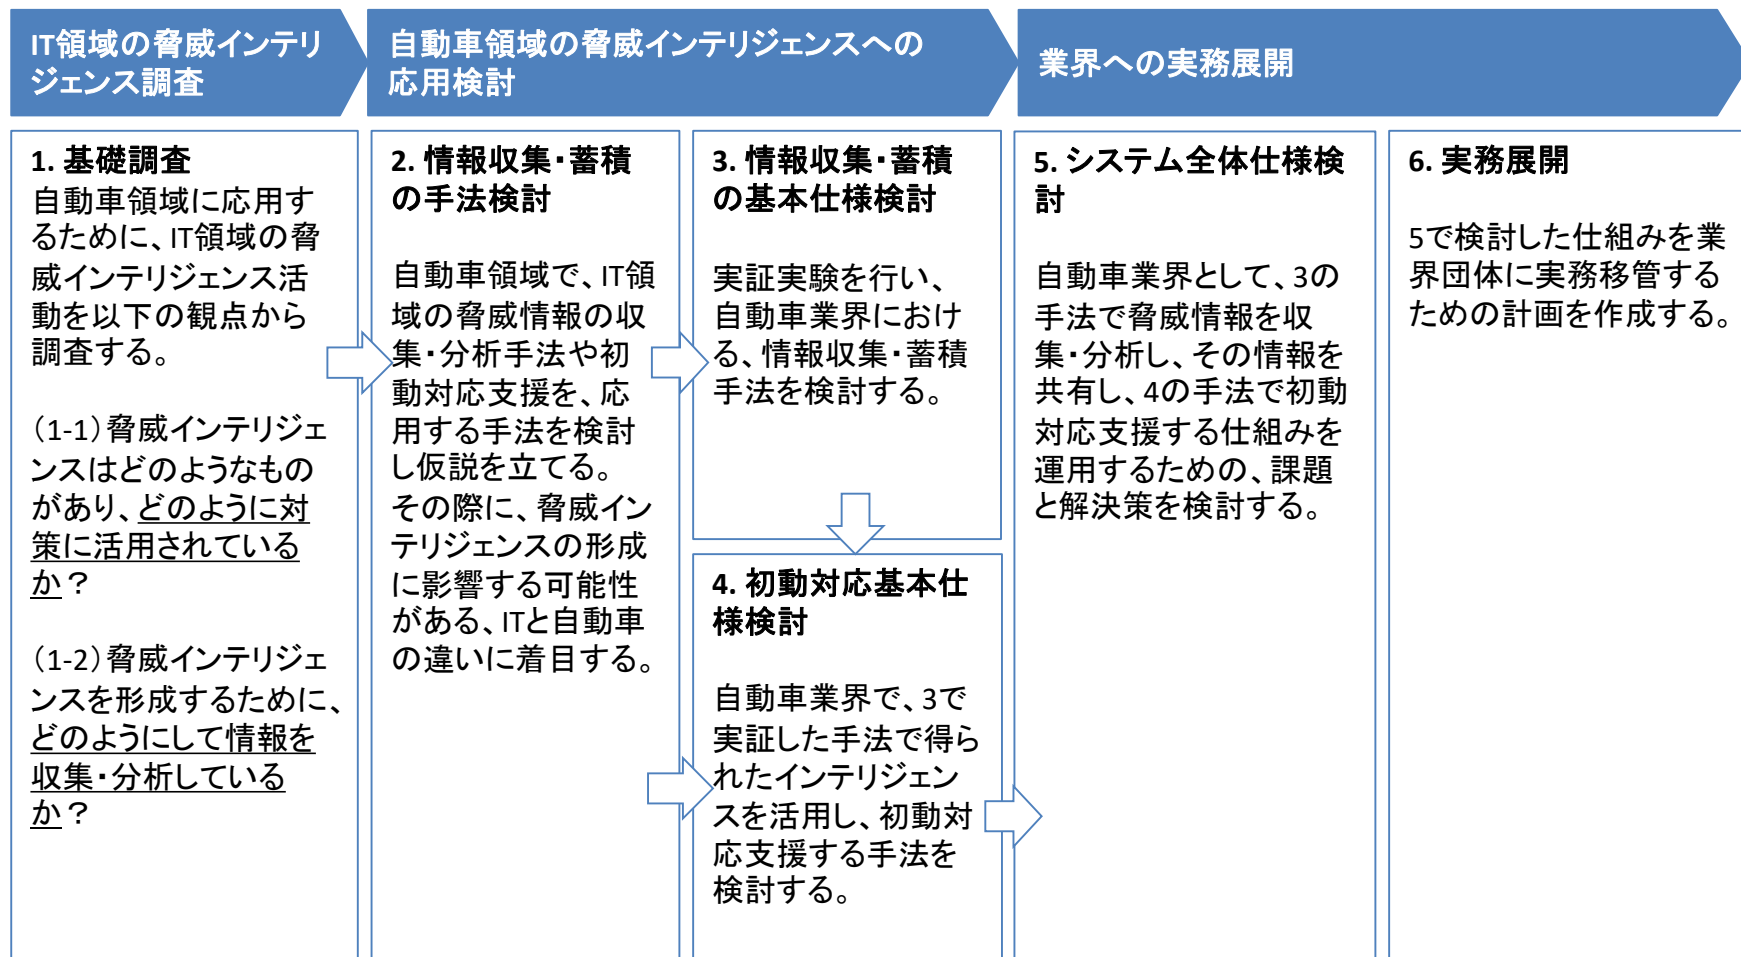 IT領域の脅威インテリ
ジェンス調査
自動車領域の脅威インテリジェンスへの
応用検討
業界への実務展開
1. 基礎調査
自動車領域に応用す
るために、IT領域の脅
威インテリジェンス活
動を以下の観点から
調査する。
（1-1）脅威インテリジェ
ンスはどのようなもの
があり、どのように対
策に活用されている
か？
（1-2）脅威インテリジェ
ンスを形成するために、
どのようにして情報を
収集・分析している
か？
2. 情報収集・蓄積
の手法検討
自動車領域で、IT領
域の脅威情報の収
集・分析手法や初
動対応支援を、応
用する手法を検討
し仮説を立てる。
その際に、脅威イン
テリジェンスの形成
に影響する可能性
がある、ITと自動車
の違いに着目する。
3. 情報収集・蓄積
の基本仕様検討
実証実験を行い、
自動車業界におけ
る、情報収集・蓄積
手法を検討する。
4. 初動対応基本仕
様検討
自動車業界で、3で
実証した手法で得ら
れたインテリジェン
スを活用し、初動対
応支援する手法を
検討する。
5. システム全体仕様検
討
自動車業界として、3の
手法で脅威情報を収
集・分析し、その情報を
共有し、4の手法で初動
対応支援する仕組みを
運用するための、課題
と解決策を検討する。
6. 実務展開
5で検討した仕組みを業
界団体に実務移管する
ための計画を作成する。